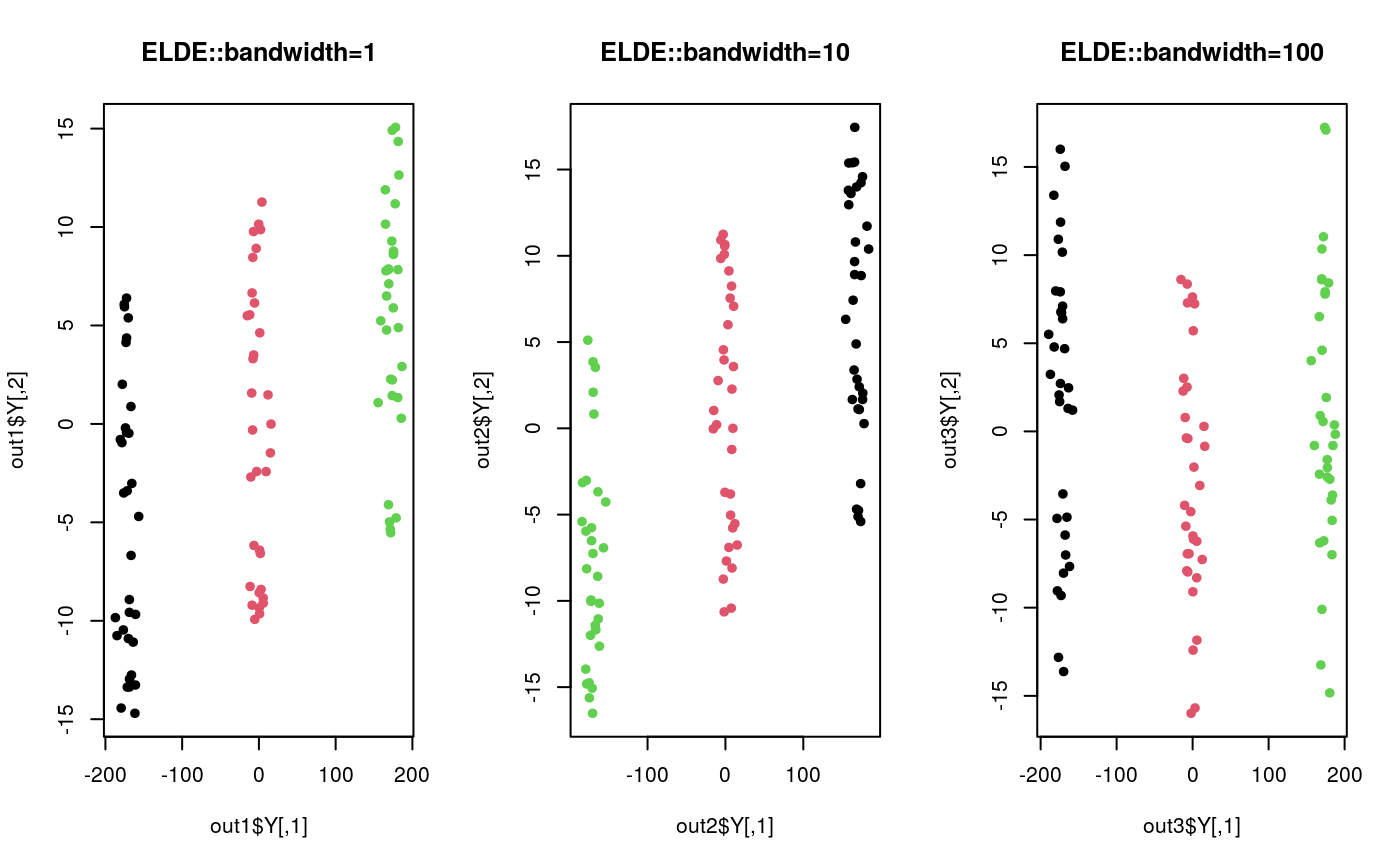 ELDE::bandwidth=1
out1$Y[,2]
15
10
5
0
-5
-10
-15
-200 -100 0 100 200
out1$Y[,1]
ELDE::bandwidth=10
out2$Y[,2]
15
10
5
0
-5
-10
-15
-100 0 100
out2$Y[,1]
ELDE::bandwidth=100
out3$Y[,2]
15
10
5
0
-5
-10
-15
-200 -100 0 100 200
out3$Y[,1]